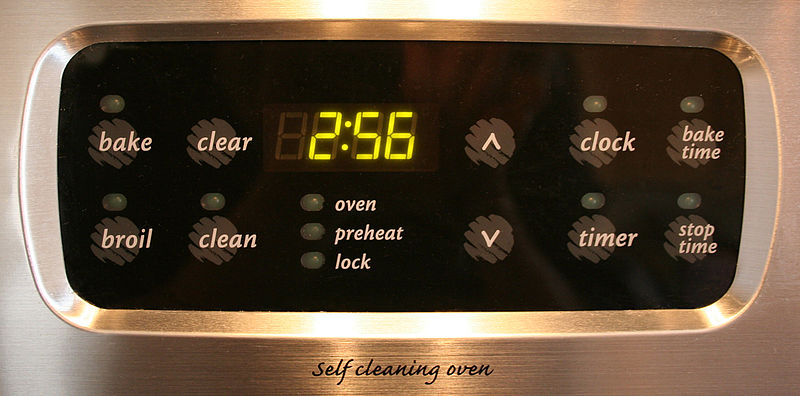 bake
clear
2:56
clock
bake
time
broil
clean
oven
preheat
lock
timer
stop
time
Self cleaning oven